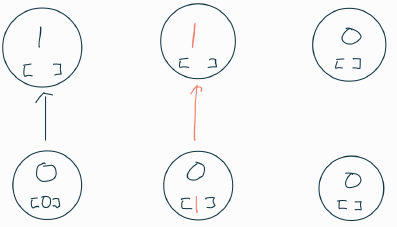 1 1 0
[ ] [ ] [ ]
0 0 0
[0] [1] [ ]